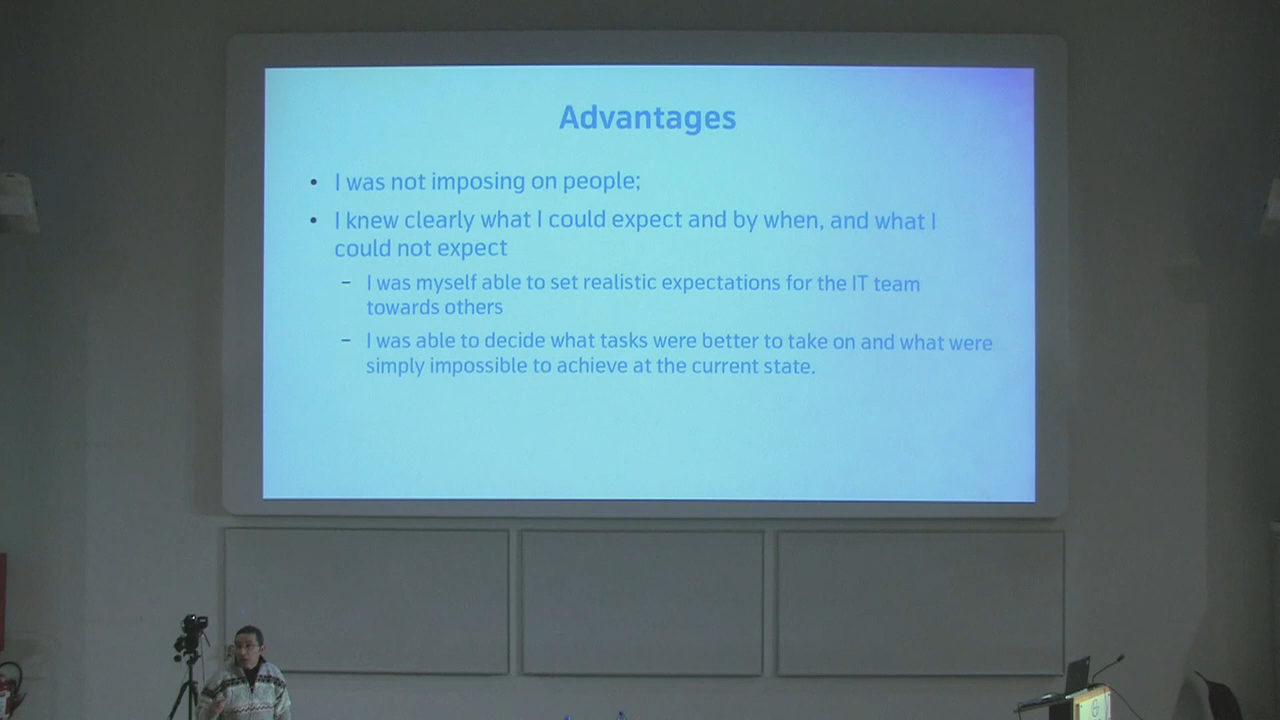 Advantages
• I was not imposing on people;
• I knew clearly what I could expect and by when, and what I
could not expect
– I was myself able to set realistic expectations for the IT team
towards others
– I was able to decide what tasks were better to take on and what were
simply impossible to achieve at the current state.